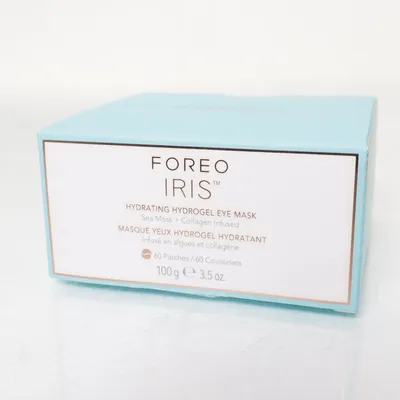 FOREO
IRIS™
HYDRATING HYDROGEL EYE MASK
Sea Moss + Collagen Infused
MASQUE YEUX HYDROGEL HYDRATANT
Infusé en algues et collagène
60 Patches / 60 Coussinets
100 g ℮ 3.5 oz.